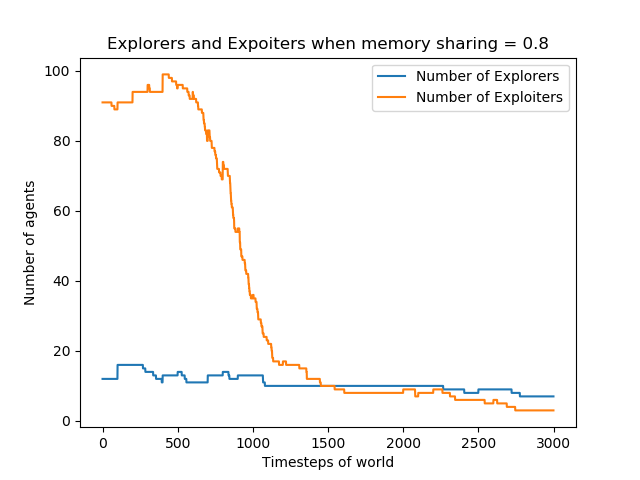 Explorers and Expoiters when memory sharing = 0.8
Number of Explorers
Number of Exploiters
100
80
60
40
20
0
Number of agents
0 500 1000 1500 2000 2500 3000
Timesteps of world